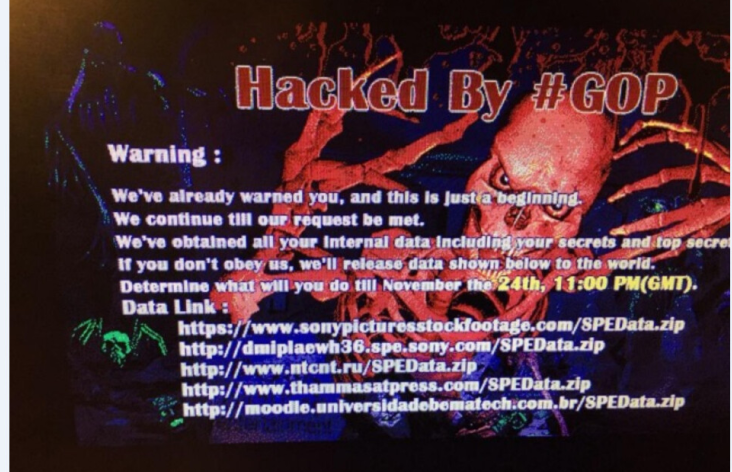 Hacked By #GOP
Warning :
We've already warned you, and this is just a beginning.
We continue till our request be met.
We've obtained all your internal data including your secrets and top secre
If you don't obey us, we'll release data shown below to the world.
Determine what will you do till November the 24th, 11:00 PM(GMT).
Data Link :
https://www.sonypicturesstockfootage.com/SPEData.zip
http://dmiplaewh36.spe.sony.com/SPEData.zip
http://www.ntcnt.ru/SPEData.zip
http://www.thammasatpress.com/SPEData.zip
http://moodle.universidadebematech.com.br/SPEData.zip